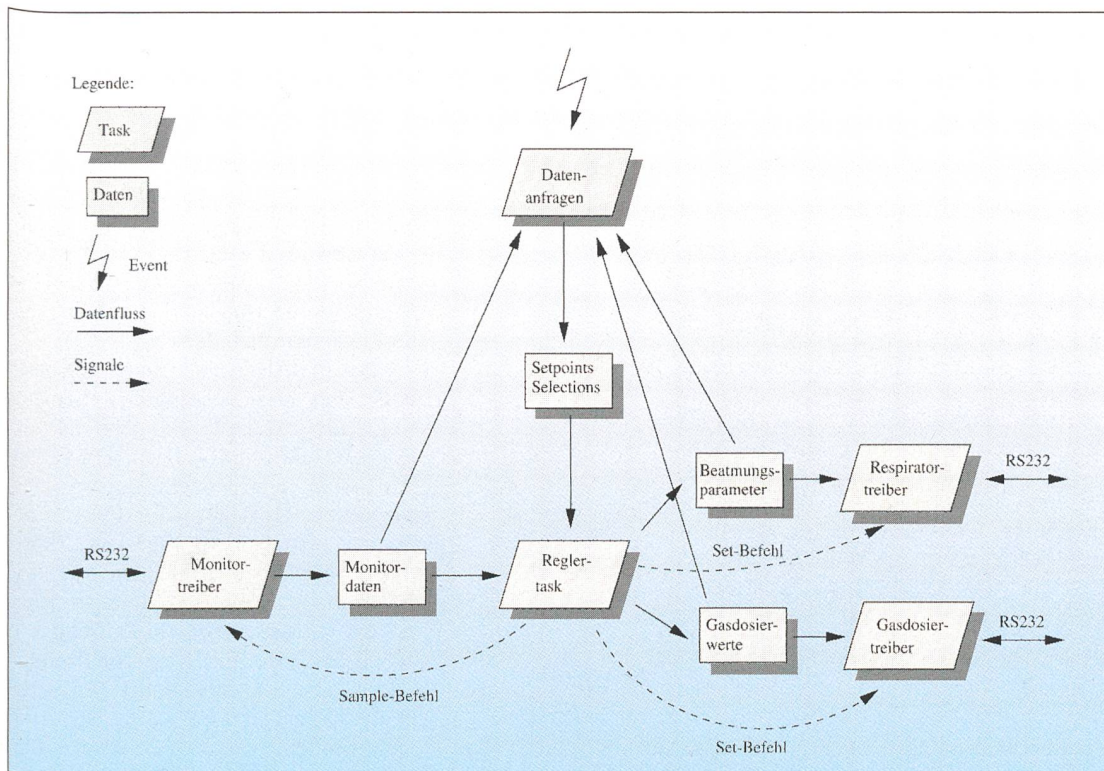 Legende:
Task
Daten
Event
Datenfluss
Signale
Daten-
anfragen
Setpoints
Selections
Beatmungs-
parameter
Respirator-
treiber
RS232
Set-Befehl
RS232
Monitor-
treiber
Monitor-
daten
Regler-
task
Gasdosier-
werte
Gasdosier-
treiber
RS232
Sample-Befehl
Set-Befehl